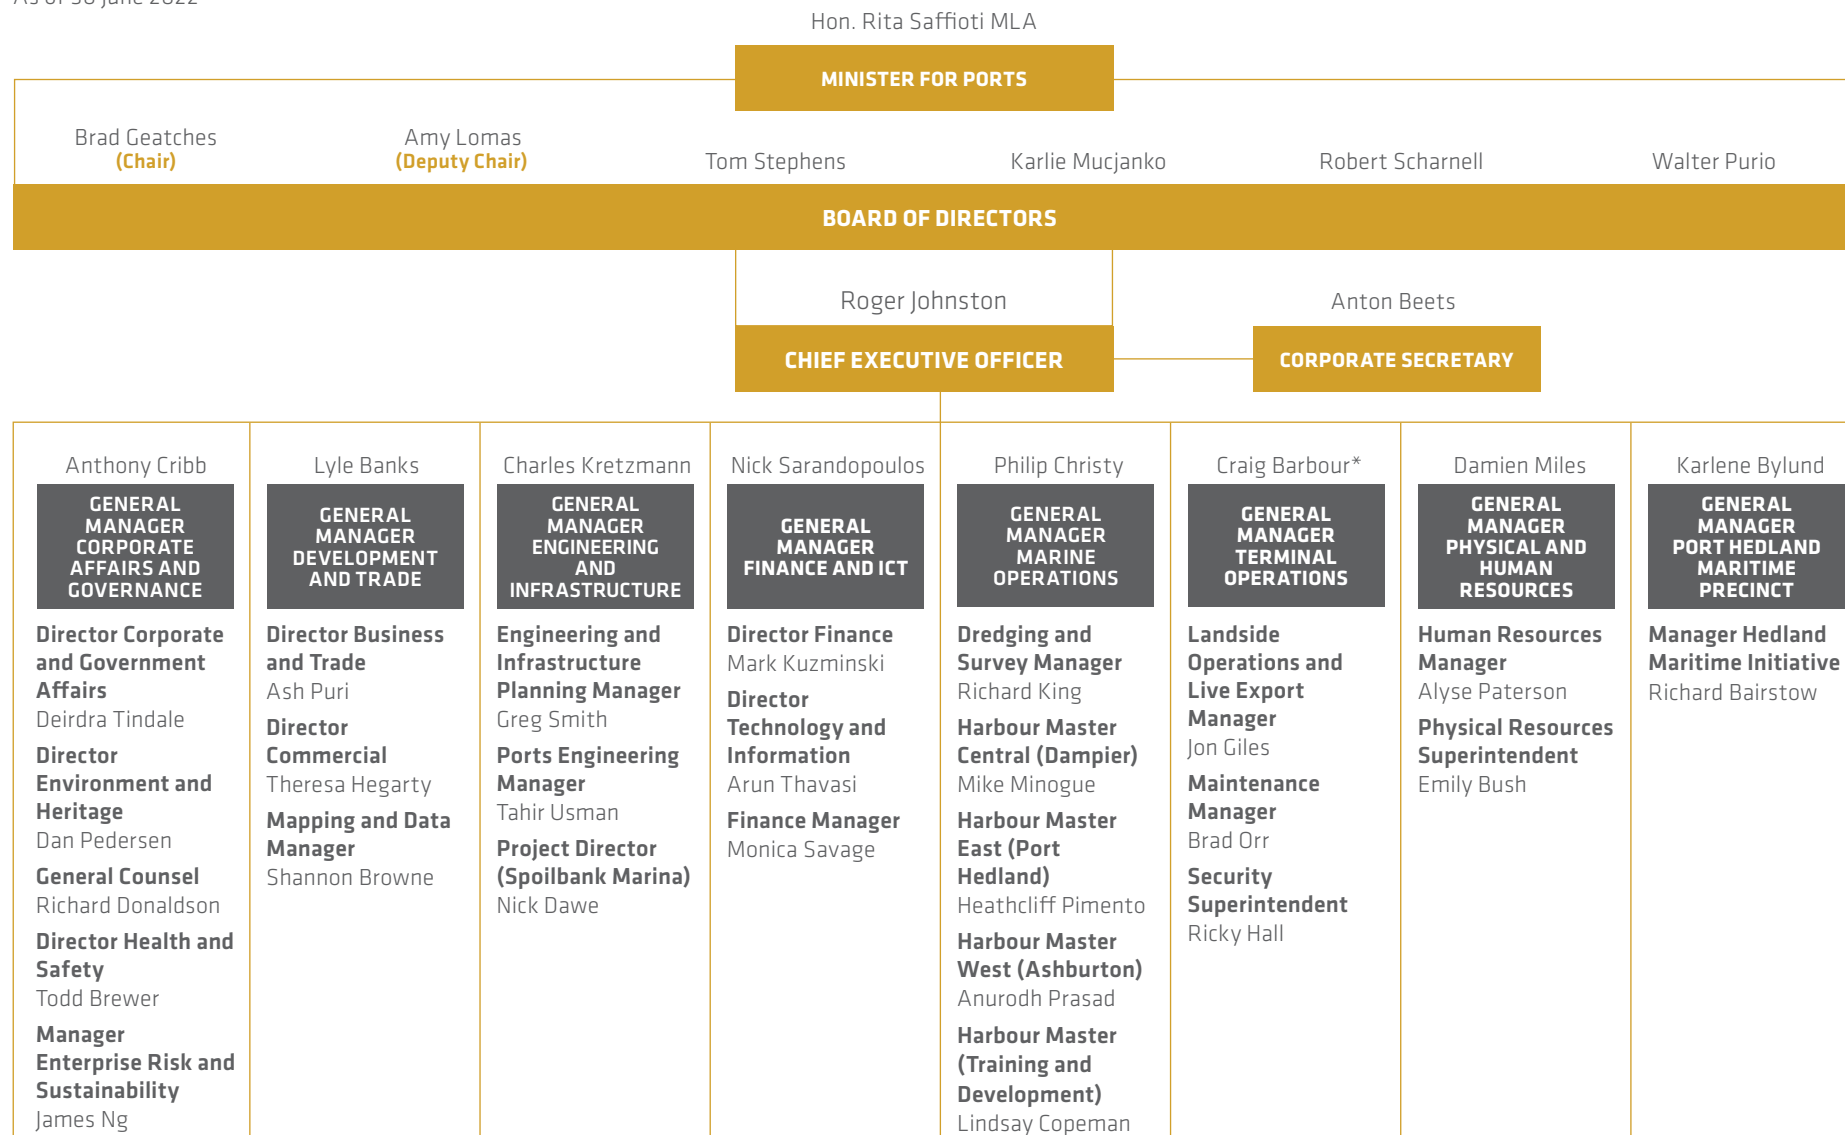 As of 30 June 2022
Hon. Rita Saffioti MLA
MINISTER FOR PORTS
Brad Geatches
(Chair)
Amy Lomas
(Deputy Chair)
Tom Stephens
Karlie Mucjanko
Robert Scharnell
Walter Purio
BOARD OF DIRECTORS
Roger Johnston
CHIEF EXECUTIVE OFFICER
Anton Beets
CORPORATE SECRETARY
Anthony Cribb
GENERAL
MANAGER
CORPORATE
AFFAIRS AND
GOVERNANCE
Director Corporate
and Government
Affairs
Deirdra Tindale
Director
Environment and
Heritage
Dan Pedersen
General Counsel
Richard Donaldson
Director Health and
Safety
Todd Brewer
Manager
Enterprise Risk and
Sustainability
James Ng
Lyle Banks
GENERAL
MANAGER
DEVELOPMENT
AND TRADE
Director Business
and Trade
Ash Puri
Director
Commercial
Theresa Hegarty
Mapping and Data
Manager
Shannon Browne
Charles Kretzmann
GENERAL
MANAGER
ENGINEERING
AND
INFRASTRUCTURE
Engineering and
Infrastructure
Planning Manager
Greg Smith
Ports Engineering
Manager
Tahir Usman
Project Director
(Spoilbank Marina)
Nick Dawe
Nick Sarandopoulos
GENERAL
MANAGER
FINANCE AND ICT
Director Finance
Mark Kuzminski
Director
Technology and
Information
Arun Thavasi
Finance Manager
Monica Savage
Philip Christy
GENERAL
MANAGER
MARINE
OPERATIONS
Dredging and
Survey Manager
Richard King
Harbour Master
Central (Dampier)
Mike Minogue
Harbour Master
East (Port
Hedland)
Heathcliff Pimento
Harbour Master
West (Ashburton)
Anurodh Prasad
Harbour Master
(Training and
Development)
Lindsay Copeman
Craig Barbour*
GENERAL
MANAGER
TERMINAL
OPERATIONS
Landside
Operations and
Live Export
Manager
Jon Giles
Maintenance
Manager
Brad Orr
Security
Superintendent
Ricky Hall
Damien Miles
GENERAL
MANAGER
PHYSICAL AND
HUMAN
RESOURCES
Human Resources
Manager
Alyse Paterson
Physical Resources
Superintendent
Emily Bush
Karlene Bylund
GENERAL
MANAGER
PORT HEDLAND
MARITIME
PRECINCT
Manager Hedland
Maritime Initiative
Richard Bairstow